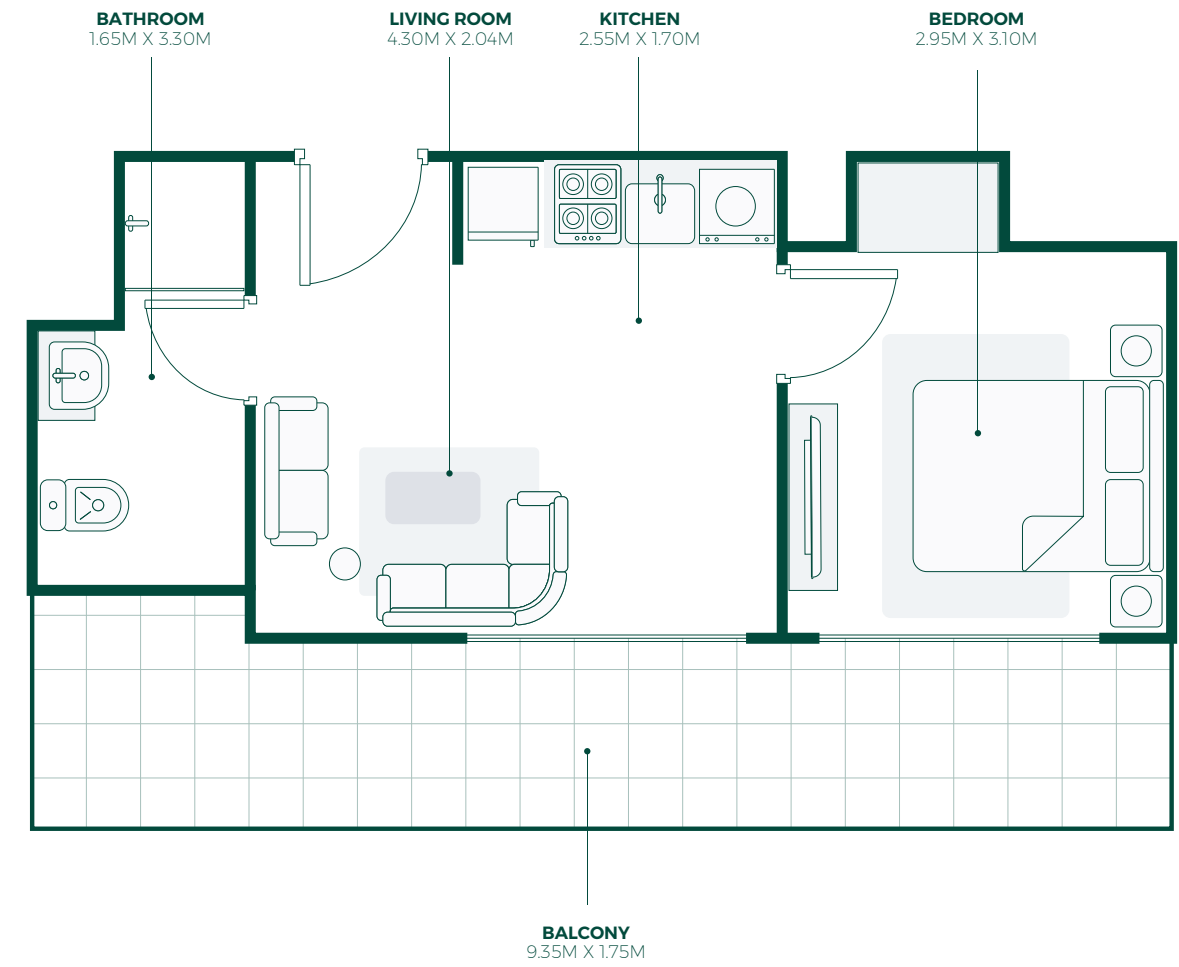 BATHROOM
1.65M X 3.30M
LIVING ROOM
4.30M X 2.04M
KITCHEN
2.55M X 1.70M
BEDROOM
2.95M X 3.10M
BALCONY
9.35M X 1.75M